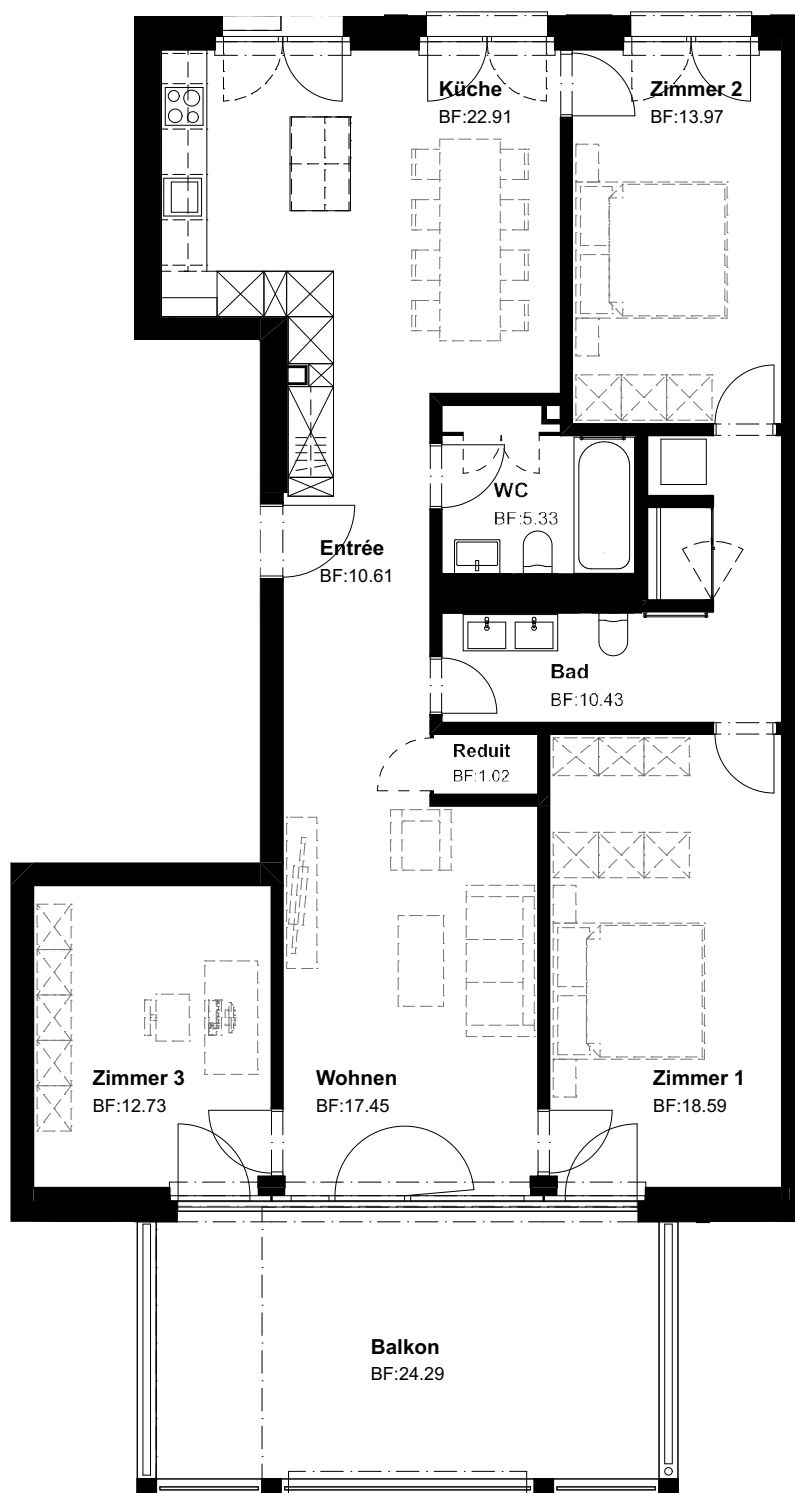 Küche
BF:22.91
Zimmer 2
BF:13.97
WC
BF:5.33
Entrée
BF:10.61
Bad
BF:10.43
Reduit
BF:1.02
Zimmer 3
BF:12.73
Wohnen
BF:17.45
Zimmer 1
BF:18.59
Balkon
BF:24.29